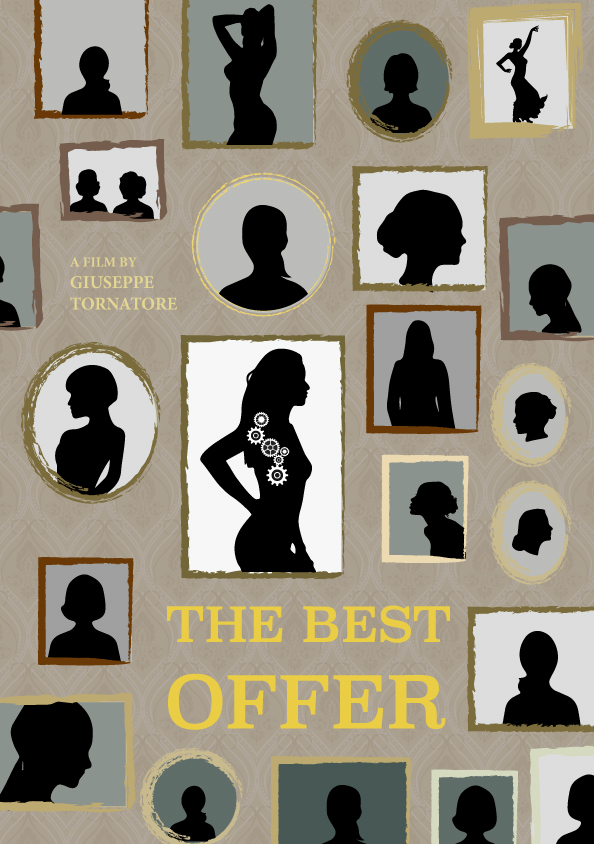 A FILM BY
GIUSEPPE
TORNATORE
THE BEST
OFFER